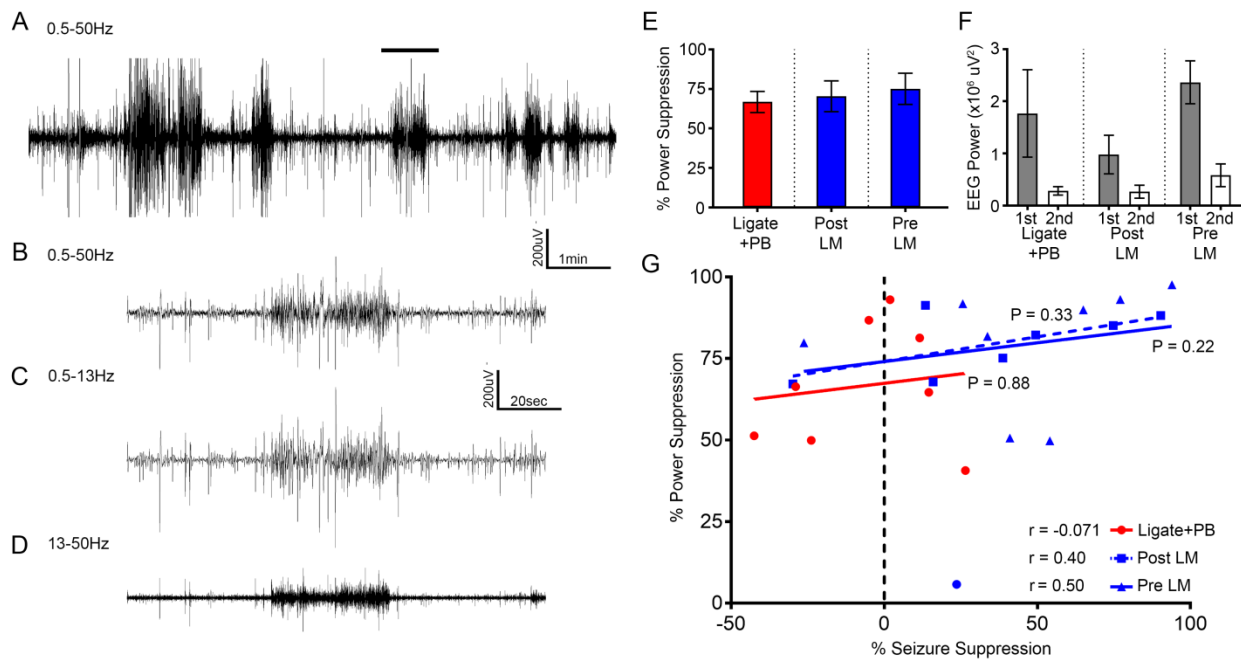 A
0.5-50Hz
200uV
1min
B
0.5-50Hz
C
0.5-13Hz
200uV
20sec
D
13-50Hz
E
% Power Suppression
100
75
50
25
0
Ligate
+PB
Post
LM
Pre
LM
F
EEG Power (x10⁶ uV²)
3
2
1
0
1st 2nd 1st 2nd 1st 2nd
Ligate
+PB
Post
LM
Pre
LM
G
% Power Suppression
100
75
50
25
0
P = 0.33
P = 0.22
P = 0.88
r = -0.071 Ligate+PB
r = 0.40 Post LM
r = 0.50 Pre LM
-50 0 50 100
% Seizure Suppression